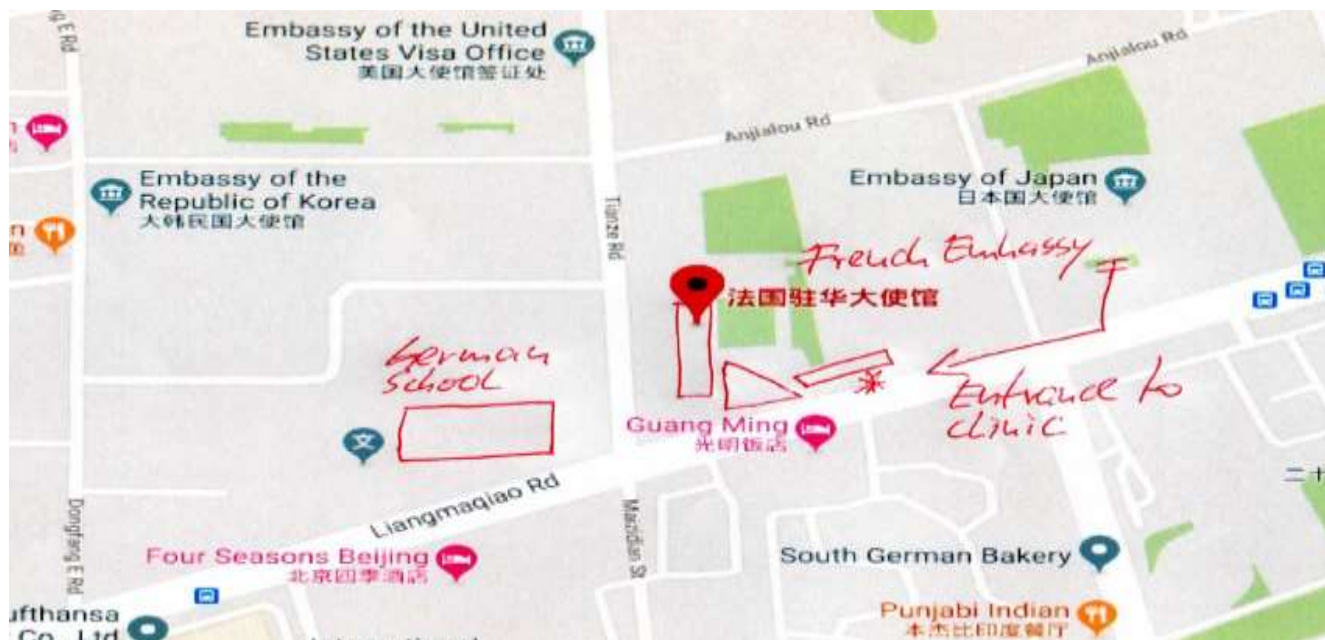 g E Rd
Embassy of the United
States Visa Office
美国大使馆签证处
Anjialou Rd
Anjialou Rd
Embassy of the
Republic of Korea
大韩民国大使馆
Tianze Rd
Embassy of Japan
日本国大使馆
French Embassy
法国驻华大使馆
German
School
文
Entrance to
clinic
Guang Ming
光明饭店
Liangmaqiao Rd
Dongfang E Rd
Maizidian St
Four Seasons Beijing
北京四季酒店
South German Bakery
二十
ufthansa
Co., Ltd
Punjabi Indian
本杰比印度餐厅